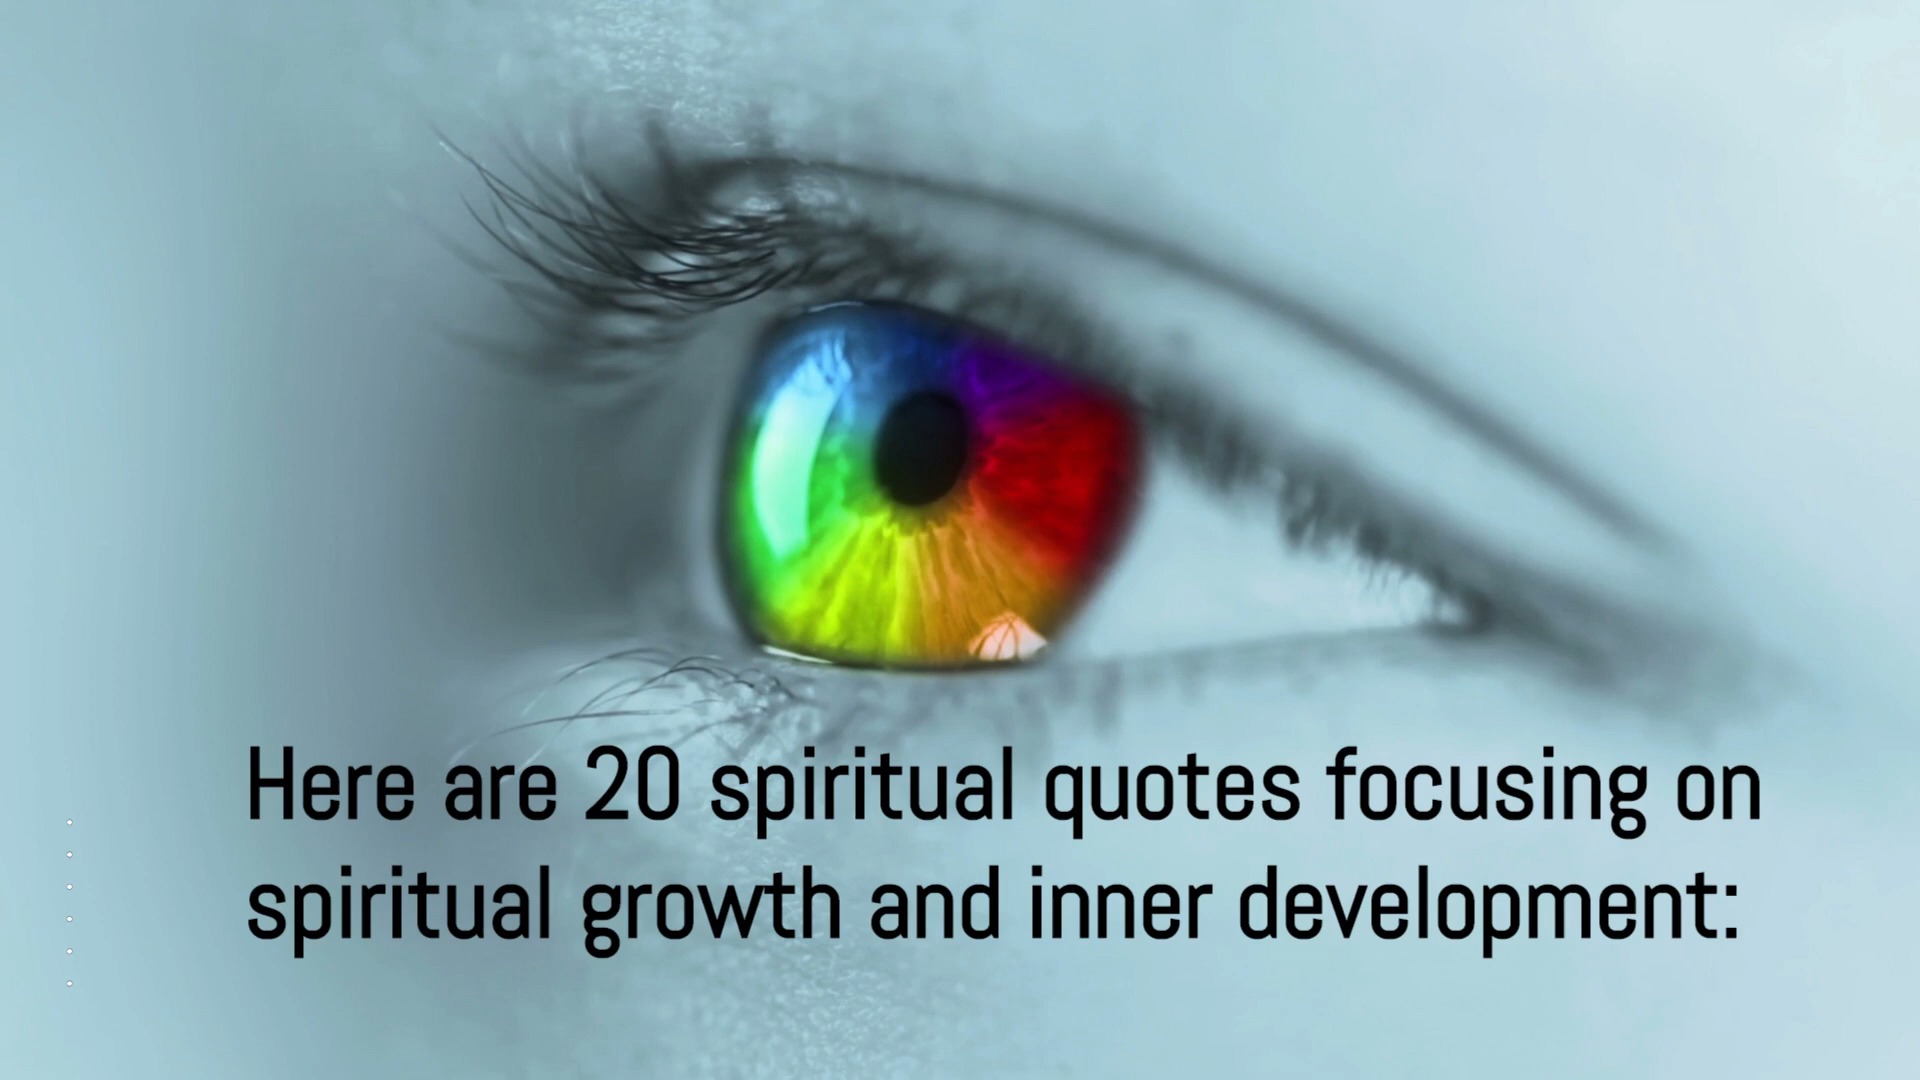 Here are 20 spiritual quotes focusing on
spiritual growth and inner development: